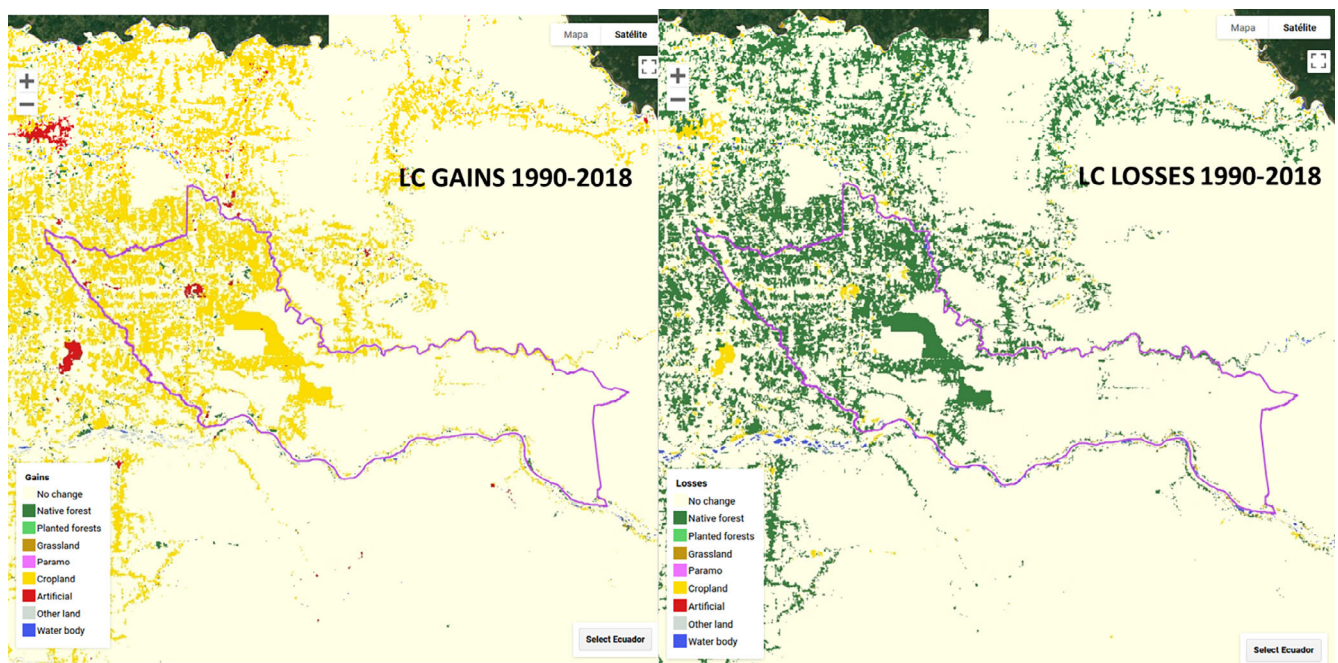 Mapa
Satélite
+
−
LC GAINS 1990-2018
Gains
No change
Native forest
Planted forests
Grassland
Paramo
Cropland
Artificial
Other land
Water body
Select Ecuador
Mapa
Satélite
+
−
LC LOSSES 1990-2018
Losses
No change
Native forest
Planted forests
Grassland
Paramo
Cropland
Artificial
Other land
Water body
Select Ecuador